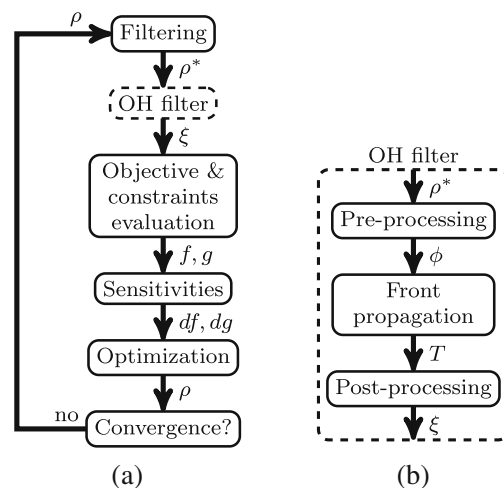 ρ
Filtering
ρ*
OH filter
ξ
Objective &
constraints
evaluation
f, g
Sensitivities
df, dg
Optimization
ρ
no
Convergence?
(a)
OH filter
ρ*
Pre-processing
ϕ
Front
propagation
T
Post-processing
ξ
(b)